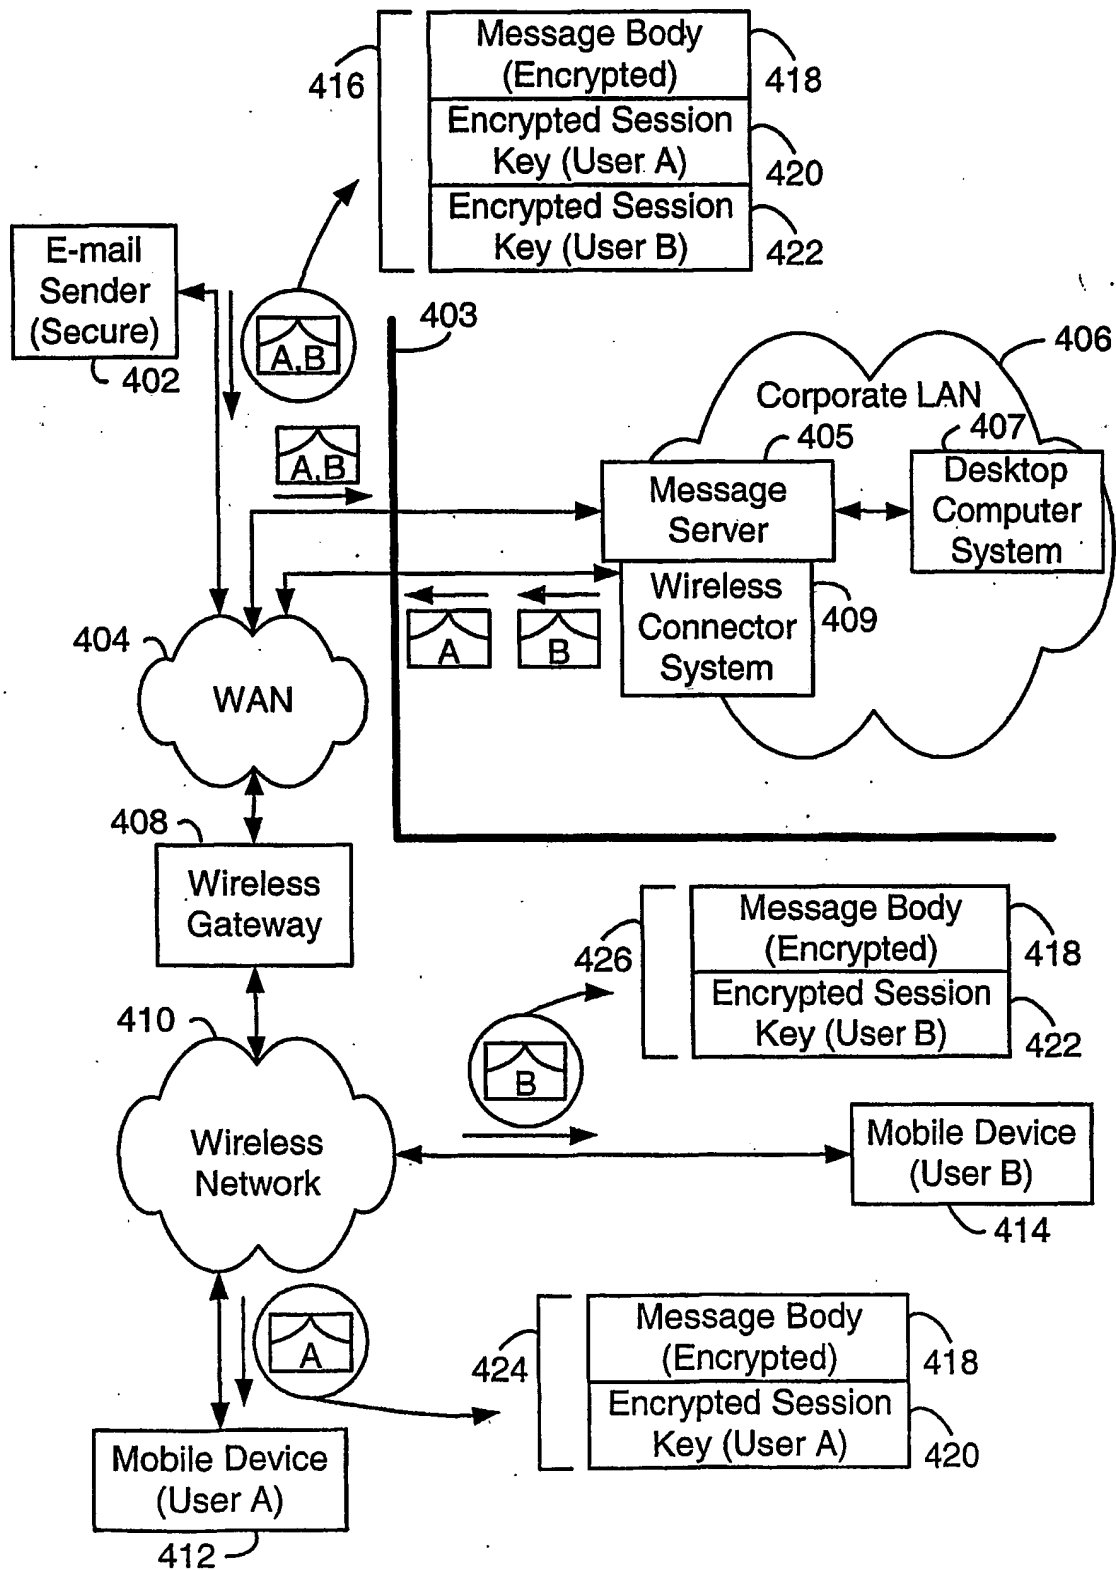 Message Body
(Encrypted)
416
418
Encrypted Session
Key (User A)
420
Encrypted Session
Key (User B)
422
E-mail
Sender
(Secure)
402
A,B
403
406
Corporate LAN
405
407
A,B
Message
Server
Desktop
Computer
System
Wireless
Connector
System
409
A
B
404
WAN
408
Wireless
Gateway
Message Body
(Encrypted)
426
418
Encrypted Session
Key (User B)
422
410
B
Wireless
Network
Mobile Device
(User B)
414
A
Message Body
(Encrypted)
424
418
Encrypted Session
Key (User A)
420
Mobile Device
(User A)
412